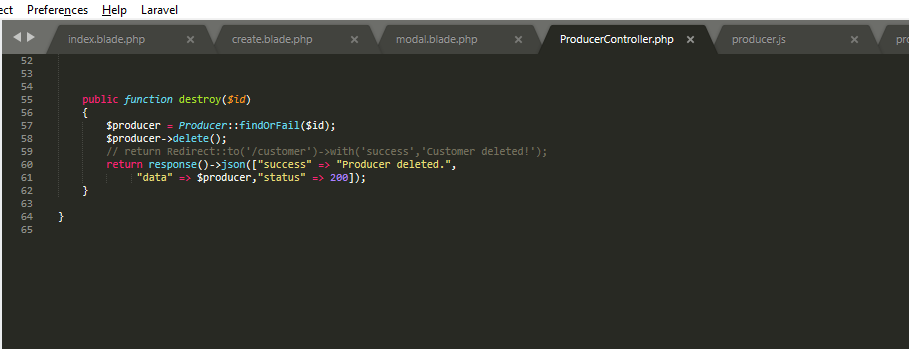 ect Preferences Help Laravel
index.blade.php × create.blade.php × modal.blade.php × ProducerController.php × producer.js × pro
52
53
54
55 public function destroy($id)
56 {
57 $producer = Producer::findOrFail($id);
58 $producer->delete();
59 // return Redirect::to('/customer')->with('success','Customer deleted!');
60 return response()->json(["success" => "Producer deleted.",
61 "data" => $producer,"status" => 200]);
62 }
63
64 }
65